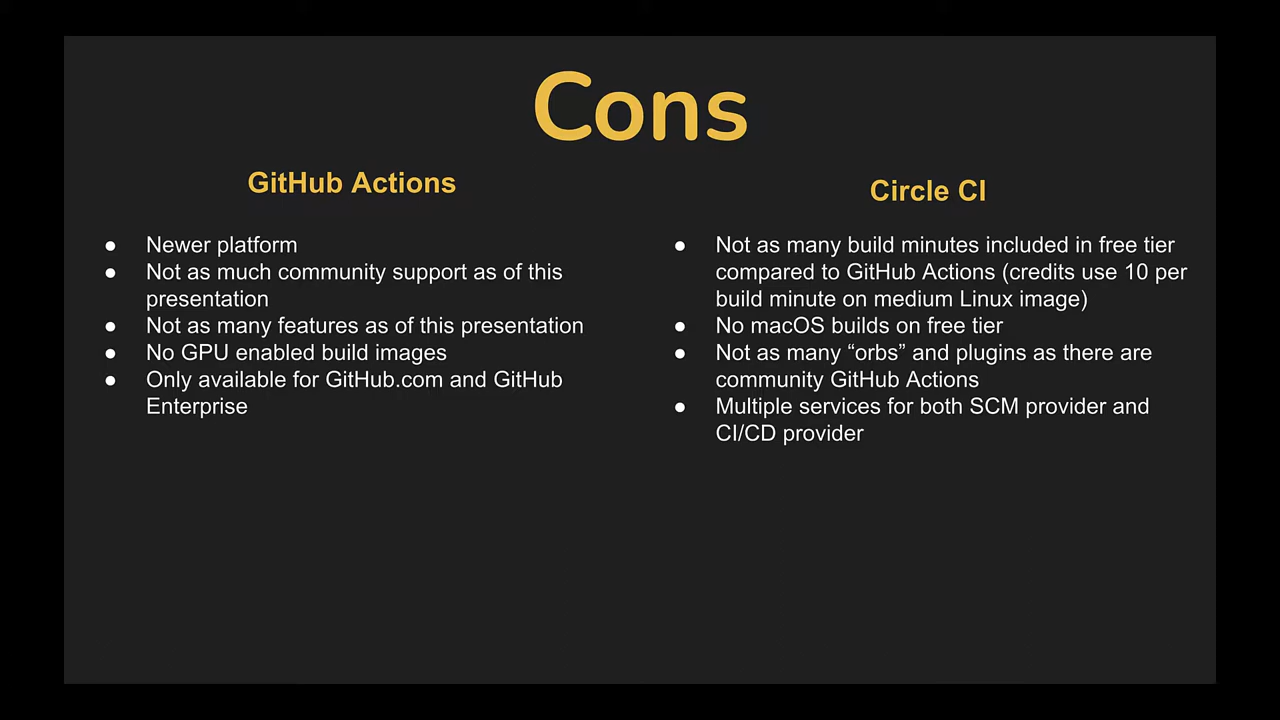 Cons
GitHub Actions
● Newer platform
● Not as much community support as of this
presentation
● Not as many features as of this presentation
● No GPU enabled build images
● Only available for GitHub.com and GitHub
Enterprise
Circle CI
● Not as many build minutes included in free tier
compared to GitHub Actions (credits use 10 per
build minute on medium Linux image)
● No macOS builds on free tier
● Not as many “orbs” and plugins as there are
community GitHub Actions
● Multiple services for both SCM provider and
CI/CD provider